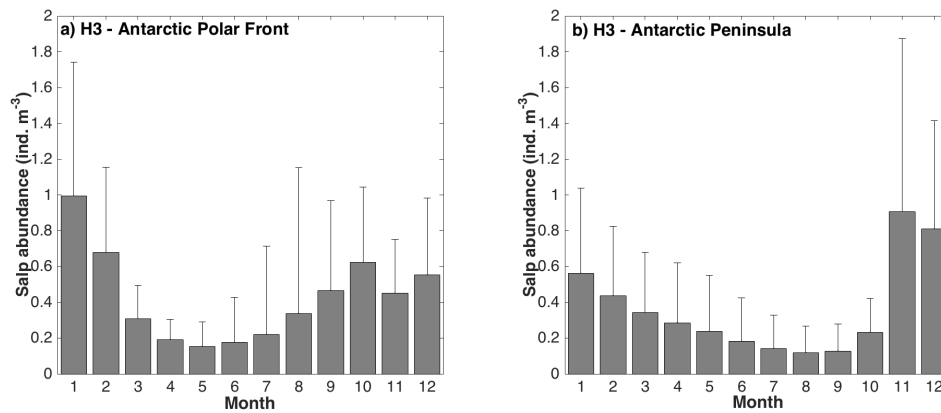 a) H3 - Antarctic Polar Front
Salp abundance (ind. m⁻³)
2
1.8
1.6
1.4
1.2
1
0.8
0.6
0.4
0.2
0
1 2 3 4 5 6 7 8 9 10 11 12
Month
b) H3 - Antarctic Peninsula
Salp abundance (ind. m⁻³)
2
1.8
1.6
1.4
1.2
1
0.8
0.6
0.4
0.2
0
1 2 3 4 5 6 7 8 9 10 11 12
Month